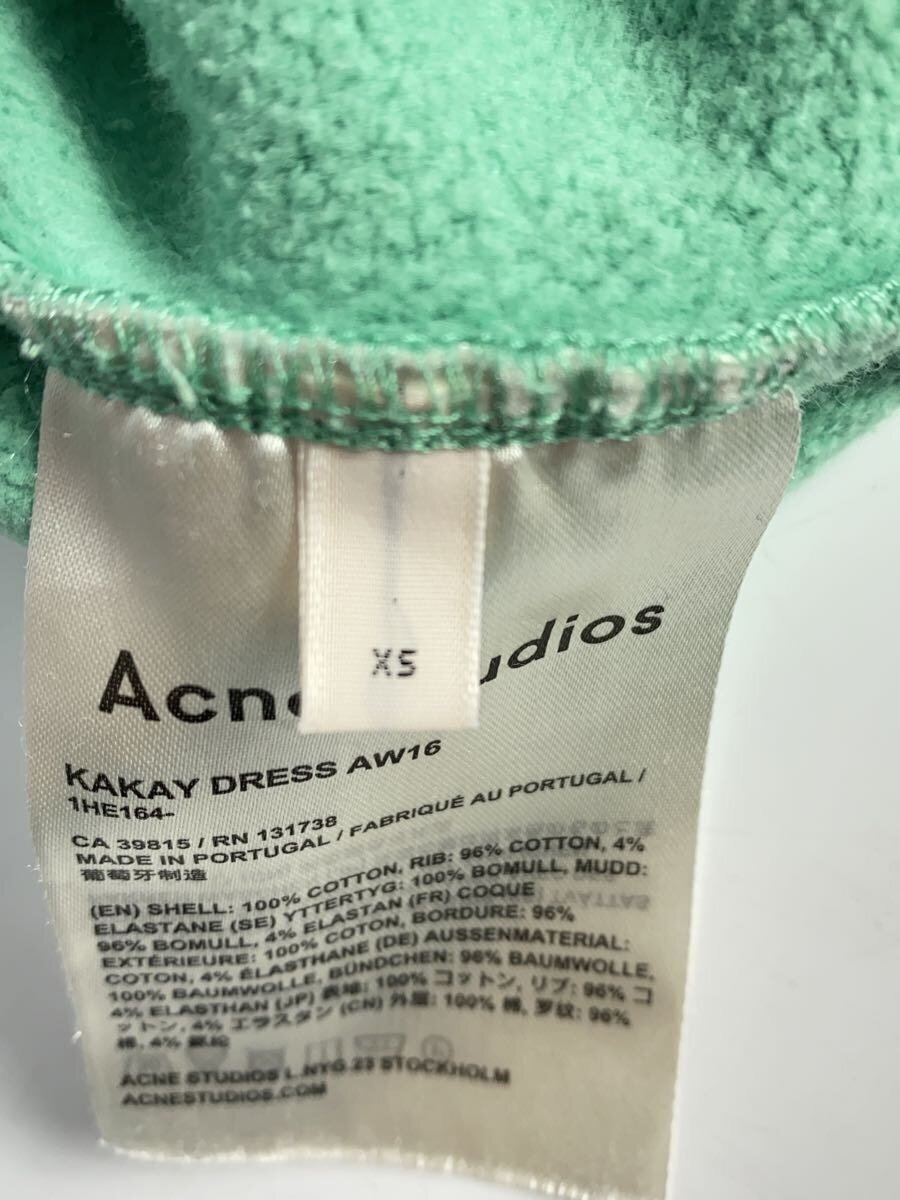 XS
Acne Studios
KAKAY DRESS AW16
1HE164-
CA 39815 / RN 131738
MADE IN PORTUGAL / FABRIQUÉ AU PORTUGAL /
葡萄牙制造
(EN) SHELL: 100% COTTON, RIB: 96% COTTON, 4%
ELASTANE (SE) YTTERTYG: 100% BOMULL, MUDD:
96% BOMULL, 4% ELASTAN (FR) COQUE
EXTÉRIEURE: 100% COTON, BORDURE: 96%
COTON, 4% ÉLASTHANE (DE) AUSSENMATERIAL:
100% BAUMWOLLE, BÜNDCHEN: 96% BAUMWOLLE,
4% ELASTHAN (JP) 表地: 100% コットン, リブ: 96% コ
ットン, 4% エラスタン (CN) 外层: 100% 棉, 罗纹: 96%
棉, 4%
ACNE STUDIOS L.NYG 23 STOCKHOLM
ACNESTUDIOS.COM